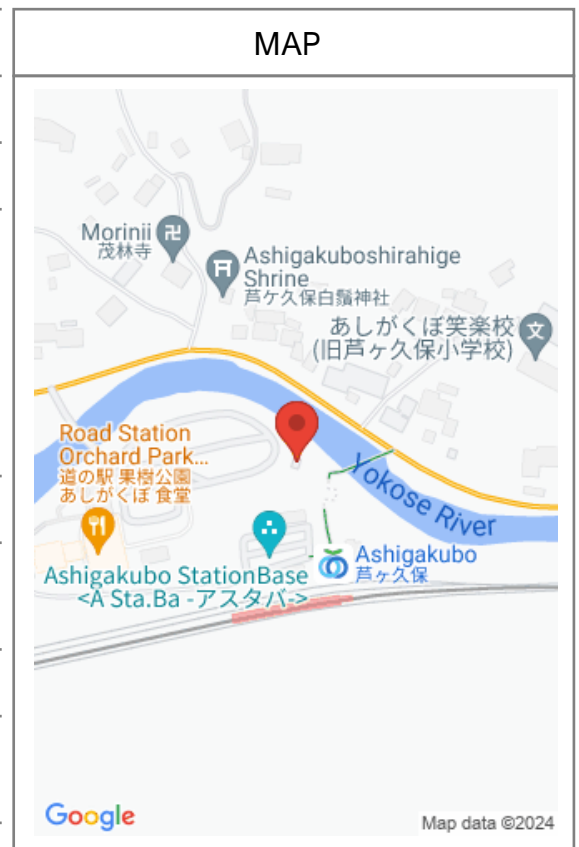 MAP
Morinji
茂林寺
Ashigakuboshirahige
Shrine
芦ケ久保白鬚神社
あしがくぼ笑楽校
(旧芦ヶ久保小学校)
Road Station
Orchard Park...
道の駅 果樹公園
あしがくぼ 食堂
Yokose River
Ashigakubo
芦ヶ久保
Ashigakubo StationBase
<A Sta.Ba -アスタバ->
Google
Map data ©2024